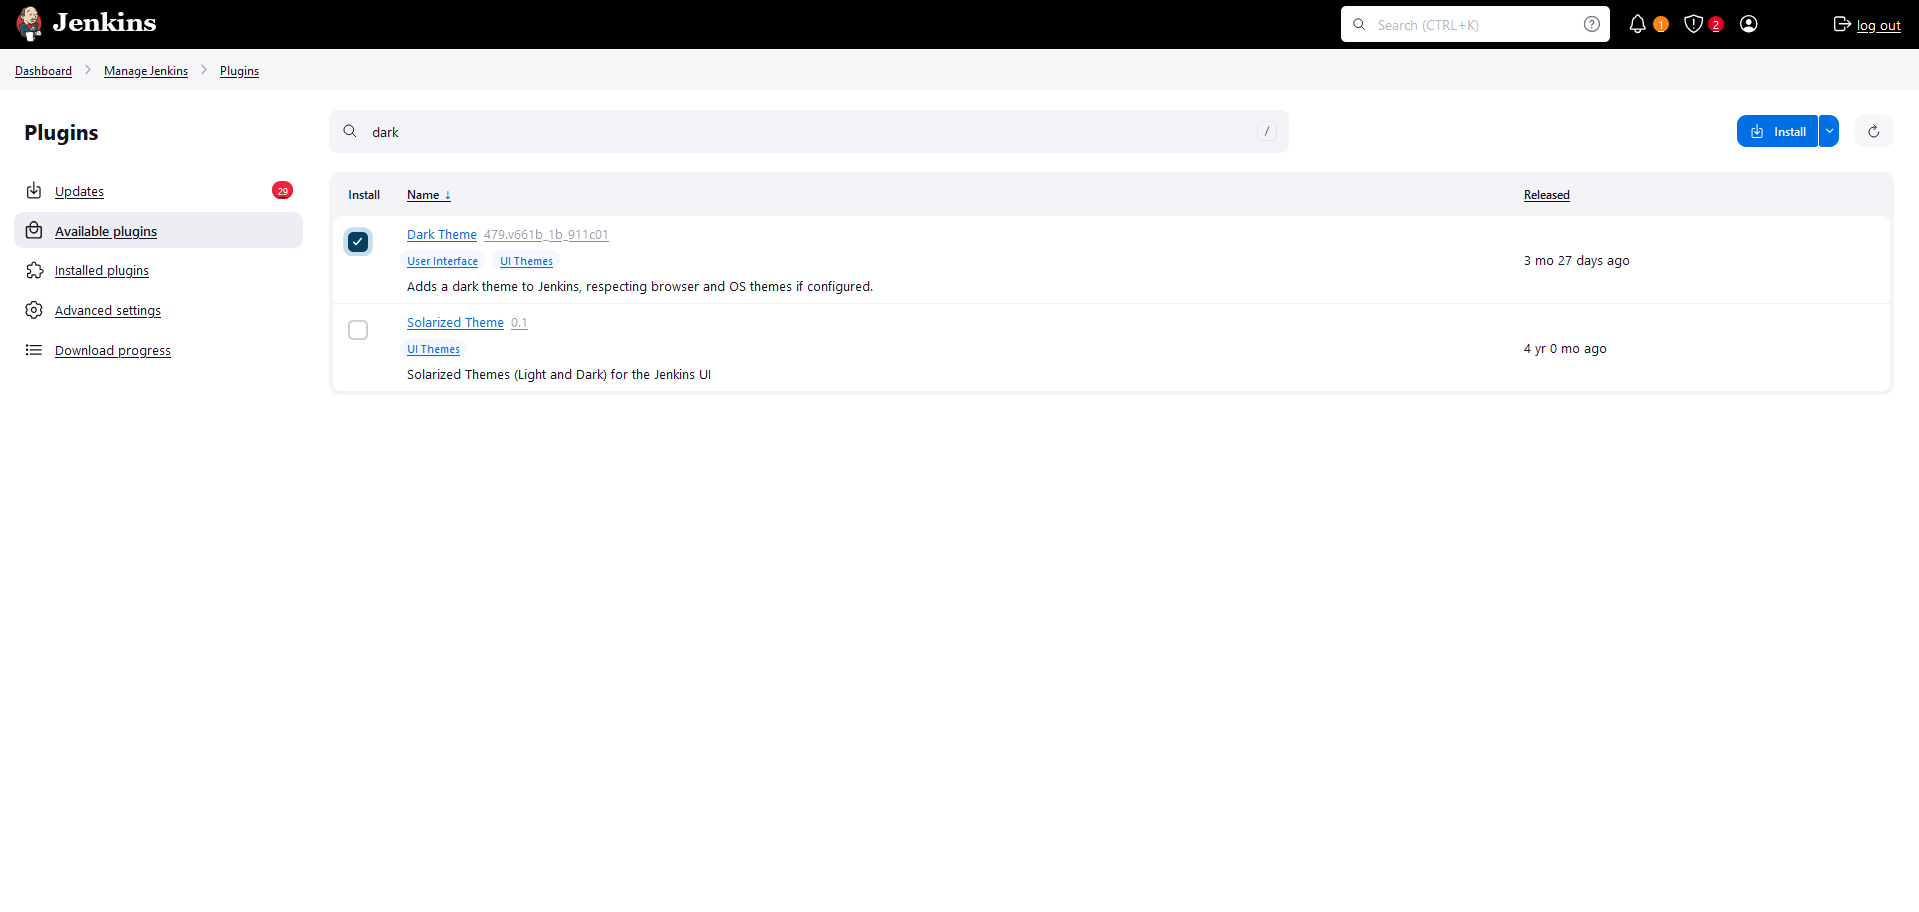 Jenkins
Search (CTRL+K)
1
2
log out
Dashboard
Manage Jenkins
Plugins
Plugins
Updates
29
Available plugins
Installed plugins
Advanced settings
Download progress
dark
/
Install
Install
Name ↓
Released
Dark Theme 479.v661b_1b_911c01
User Interface
UI Themes
Adds a dark theme to Jenkins, respecting browser and OS themes if configured.
3 mo 27 days ago
Solarized Theme 0.1
UI Themes
Solarized Themes (Light and Dark) for the Jenkins UI
4 yr 0 mo ago